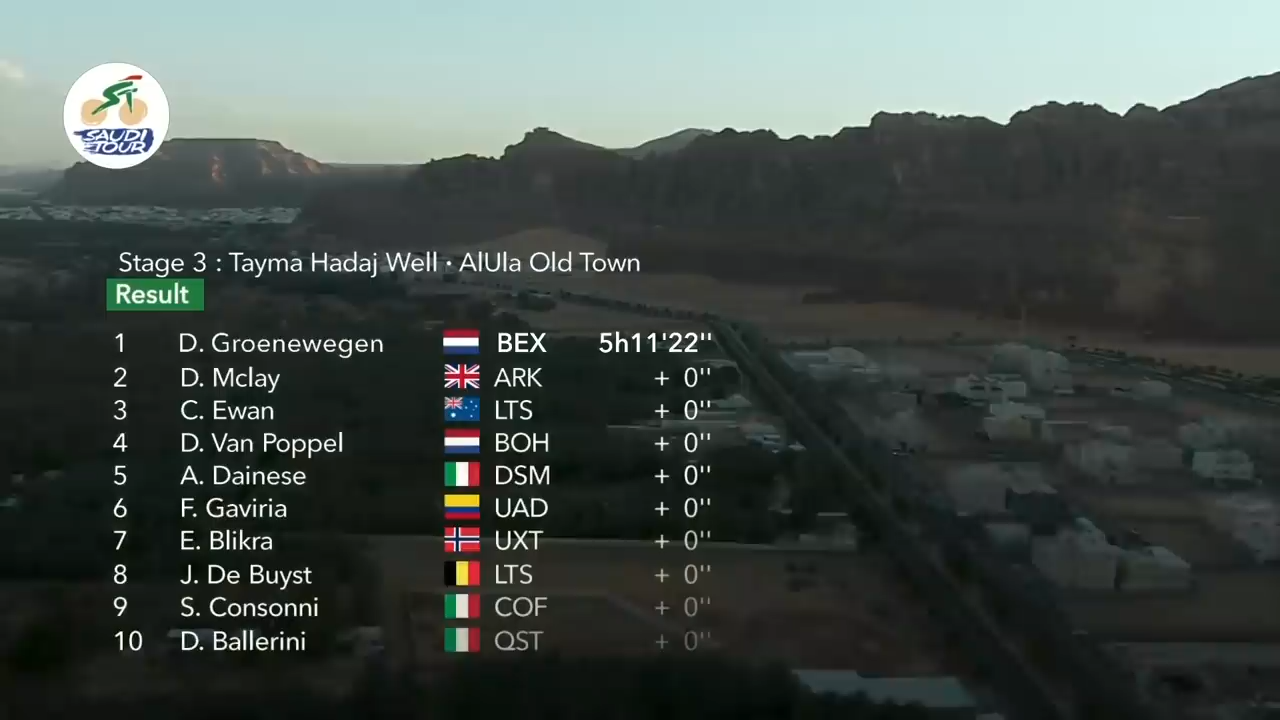 SAUDI
TOUR
Stage 3 : Tayma Hadaj Well · AlUla Old Town
Result
1 D. Groenewegen BEX 5h11'22''
2 D. Mclay ARK + 0''
3 C. Ewan LTS + 0''
4 D. Van Poppel BOH + 0''
5 A. Dainese DSM + 0''
6 F. Gaviria UAD + 0''
7 E. Blikra UXT + 0''
8 J. De Buyst LTS + 0''
9 S. Consonni COF + 0''
10 D. Ballerini QST + 0''